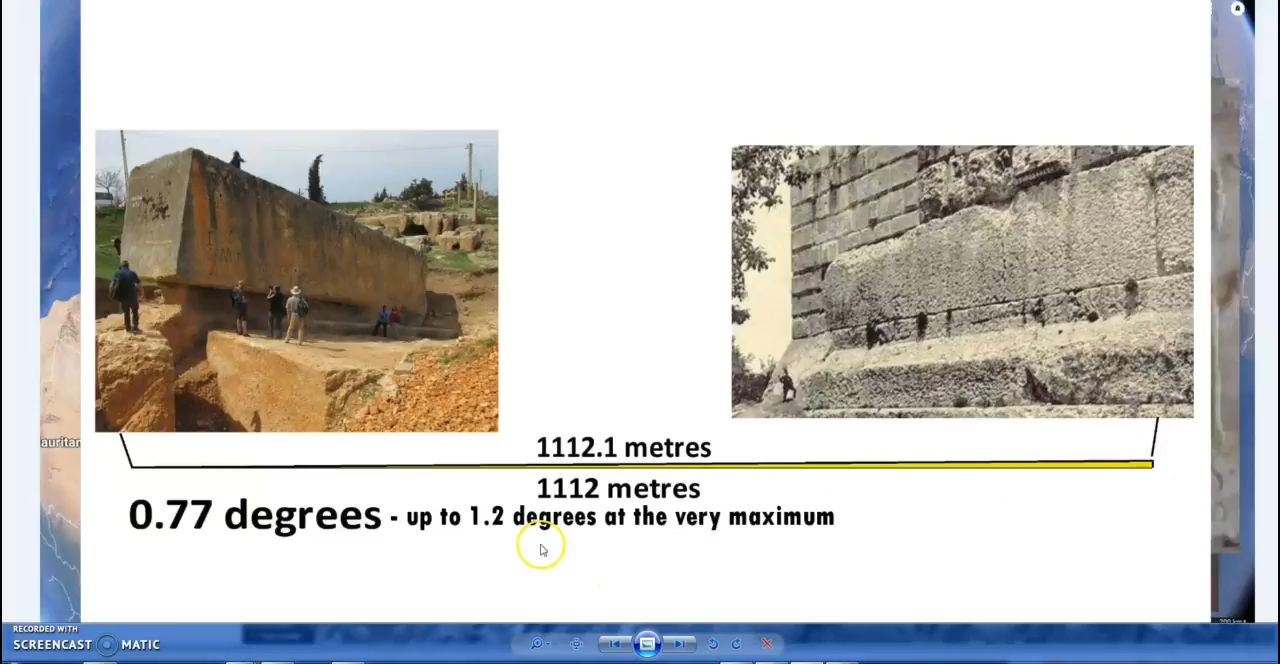 1112.1 metres
1112 metres
0.77 degrees - up to 1.2 degrees at the very maximum
auritan
RECORDED WITH
SCREENCAST MATIC